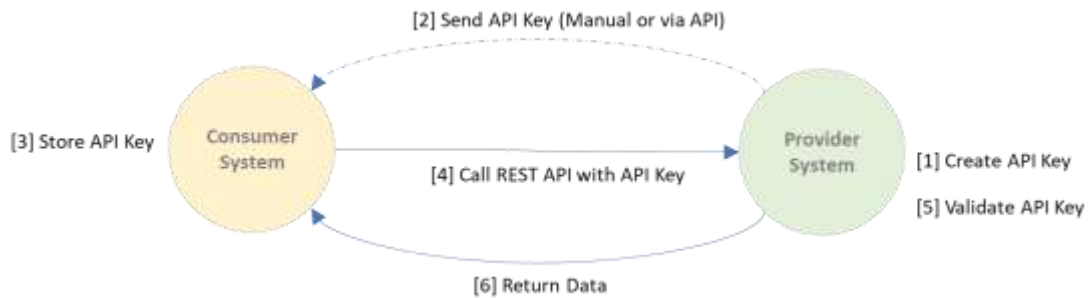 [2] Send API Key (Manual or via API)
[3] Store API Key
Consumer
System
Provider
System
[4] Call REST API with API Key
[1] Create API Key
[5] Validate API Key
[6] Return Data